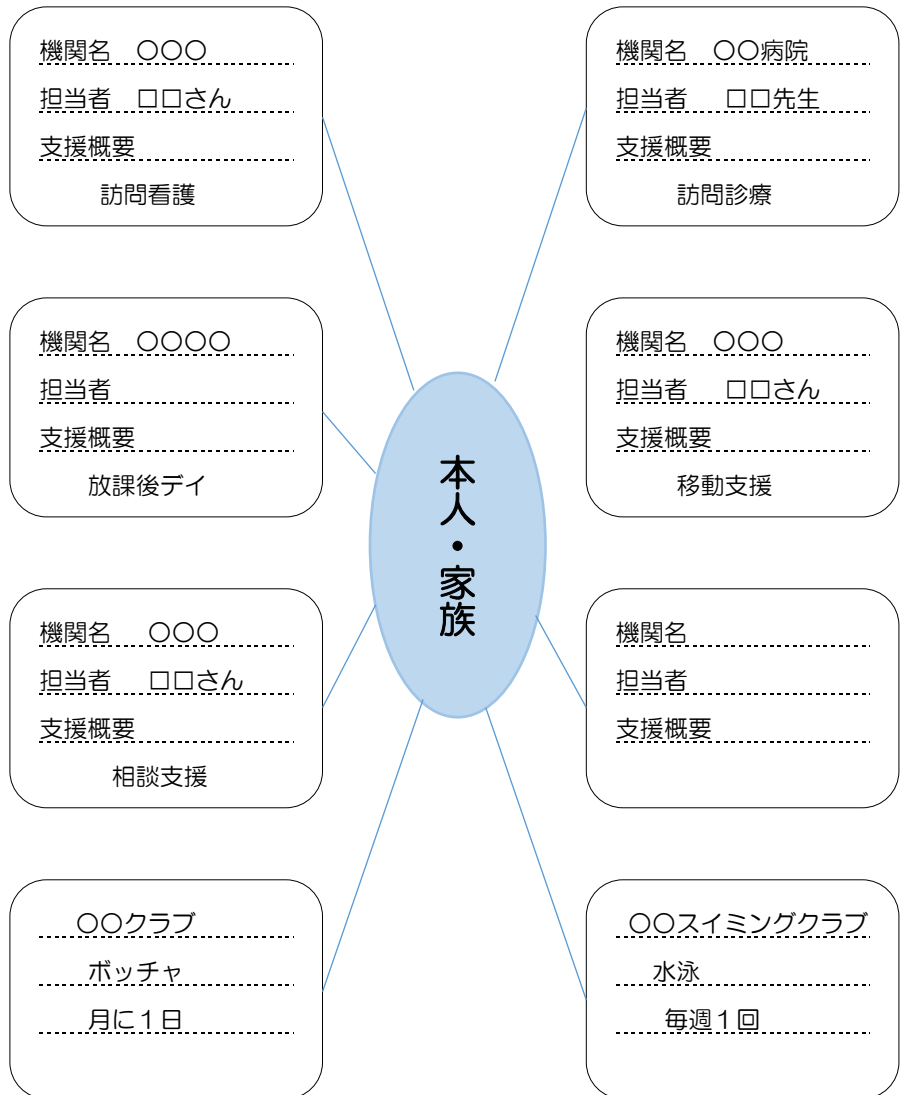 機関名　〇〇〇
担当者　□□さん
支援概要
訪問看護
機関名　〇〇病院
担当者　□□先生
支援概要
訪問診療
機関名　〇〇〇〇
担当者
支援概要
放課後デイ
機関名　〇〇〇
担当者　□□さん
支援概要
移動支援
本人・家族
機関名　〇〇〇
担当者　□□さん
支援概要
相談支援
機関名
担当者
支援概要
〇〇クラブ
ボッチャ
月に１日
〇〇スイミングクラブ
水泳
毎週１回